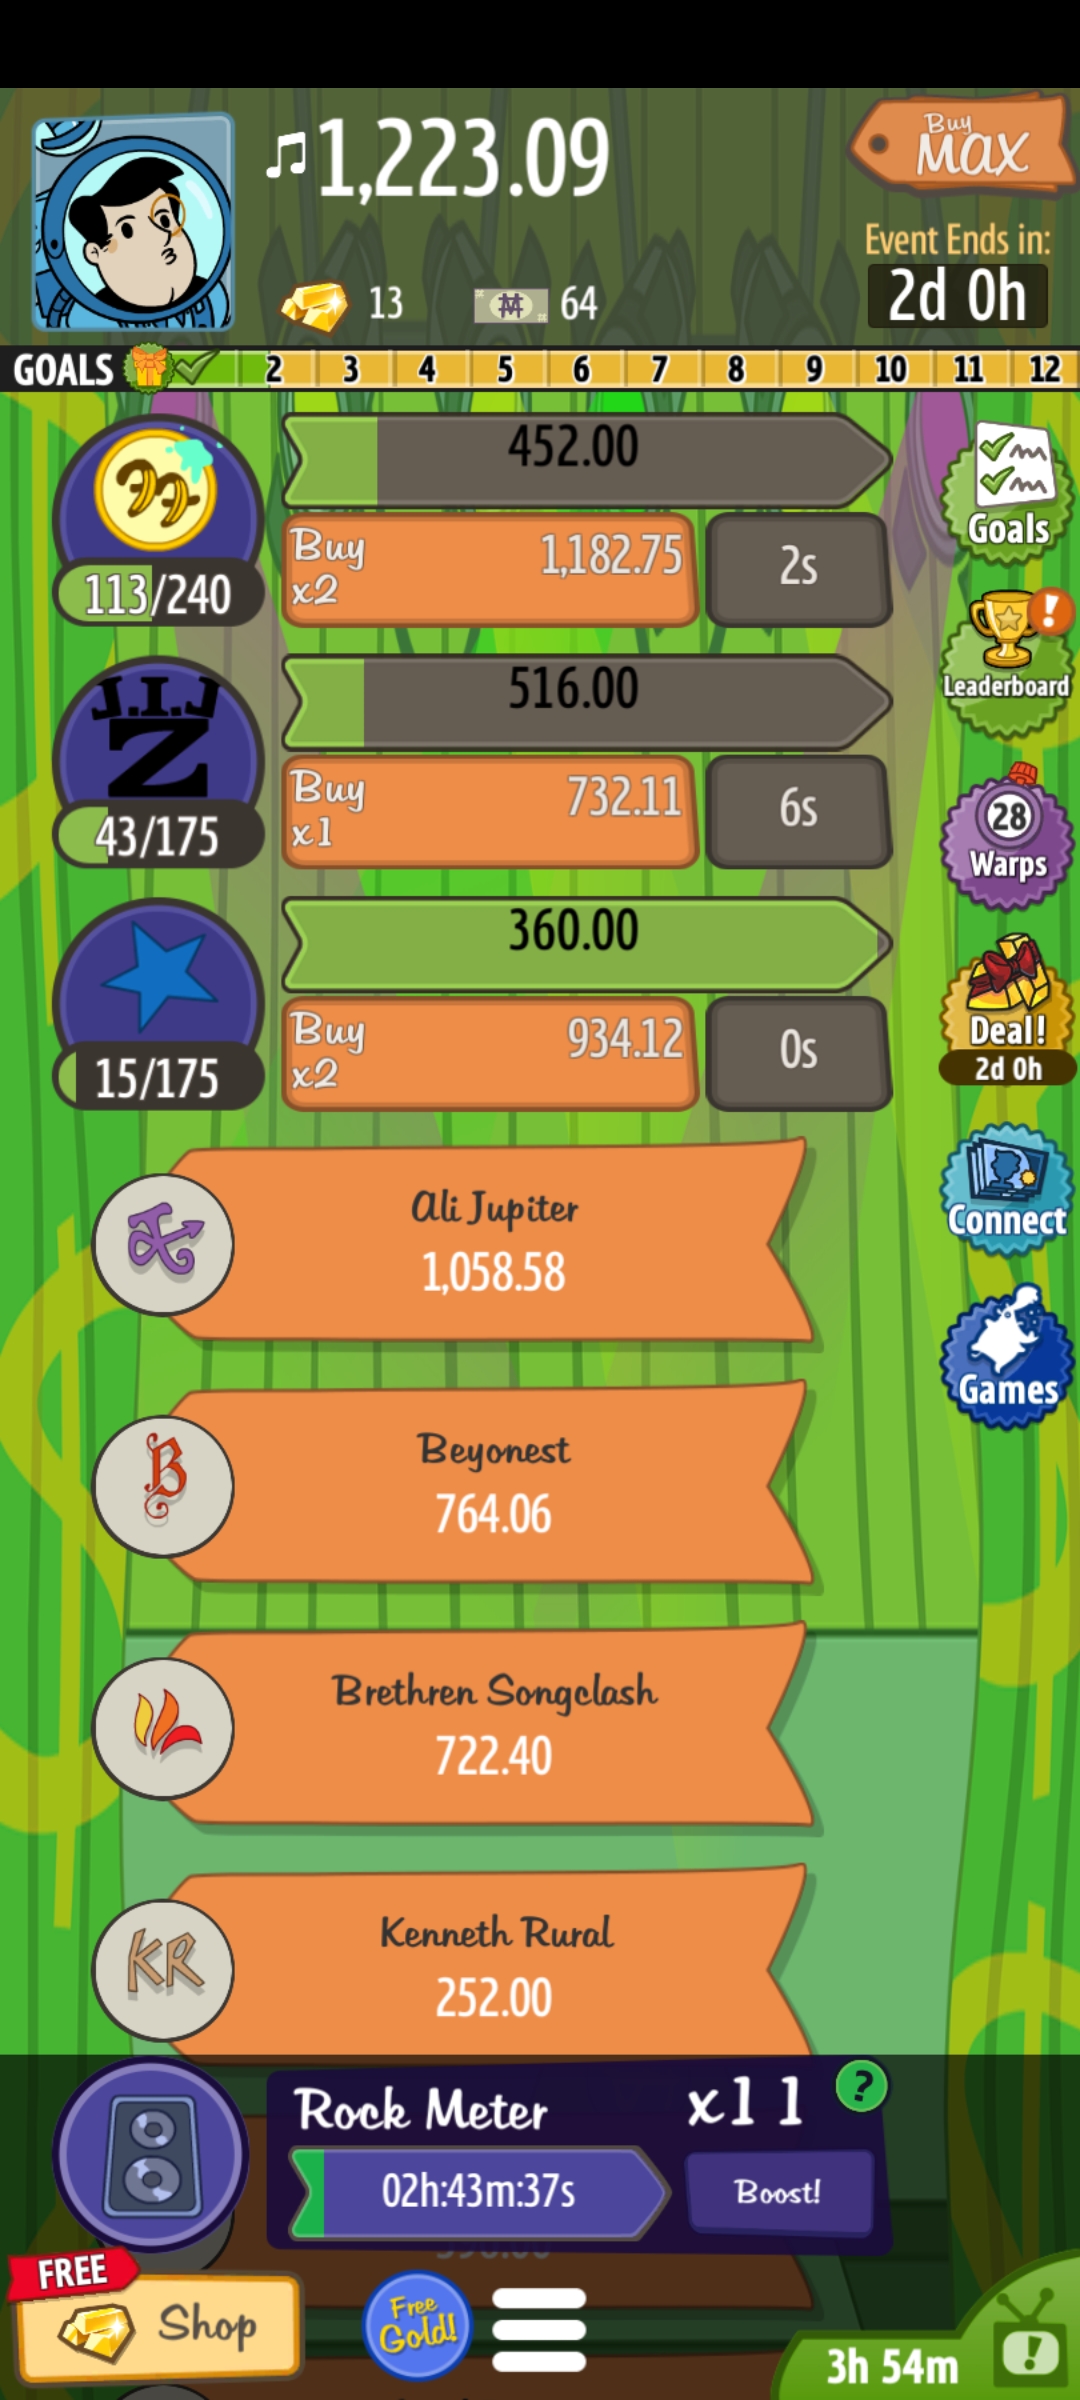 1,223.09
Buy
MAX
Event Ends in:
2d 0h
13
64
GOALS 2 3 4 5 6 7 8 9 10 11 12
452.00
Buy
x2
1,182.75
2s
113/240
Goals
516.00
J.I.J
Z
Buy
x1
732.11
6s
43/175
Leaderboard
28
Warps
360.00
Buy
x2
934.12
0s
15/175
Deal!
2d 0h
Ali Jupiter
1,058.58
Connect
B
Beyonest
764.06
Games
Brethren Songclash
722.40
KR
Kenneth Rural
252.00
Rock Meter
x11
?
02h:43m:37s
Boost!
FREE
Shop
Free
Gold!
3h 54m